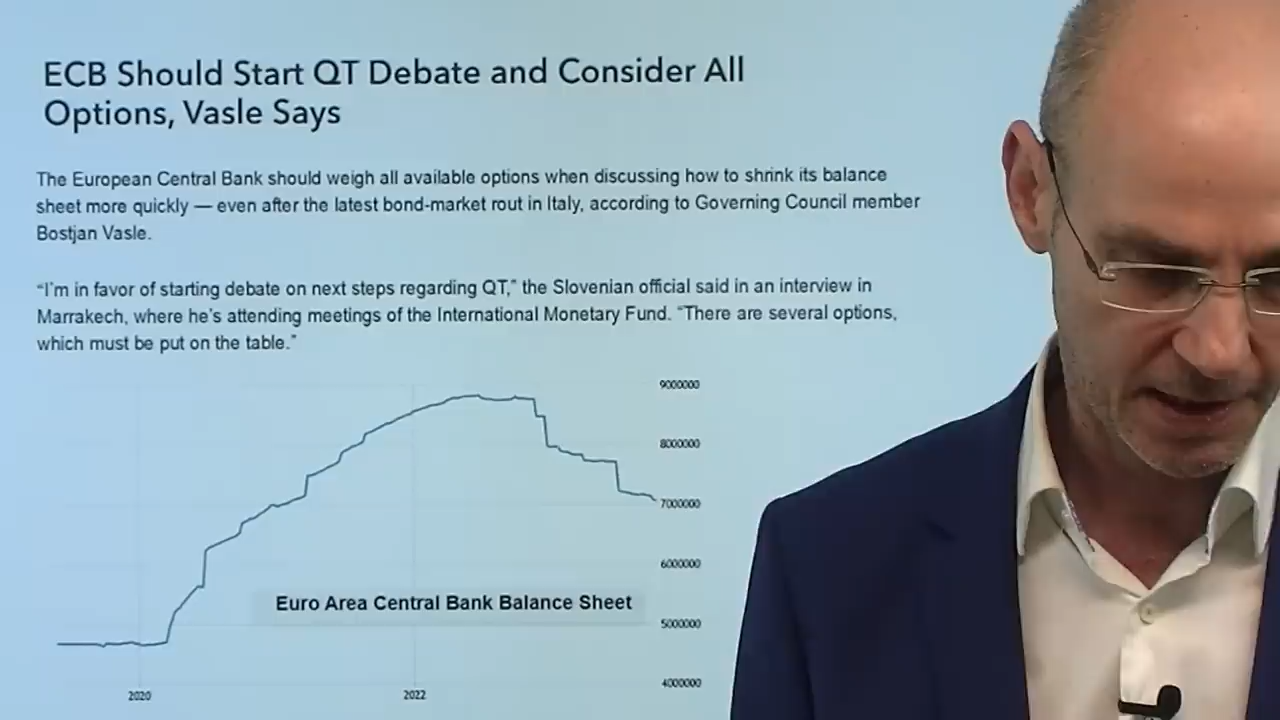 ECB Should Start QT Debate and Consider All
Options, Vasle Says
The European Central Bank should weigh all available options when discussing how to shrink its balance
sheet more quickly — even after the latest bond-market rout in Italy, according to Governing Council member
Bostjan Vasle.
“I’m in favor of starting debate on next steps regarding QT,” the Slovenian official said in an interview in
Marrakech, where he’s attending meetings of the International Monetary Fund. “There are several options,
which must be put on the table.”
9000000
8000000
7000000
6000000
Euro Area Central Bank Balance Sheet
5000000
4000000
2020
2022